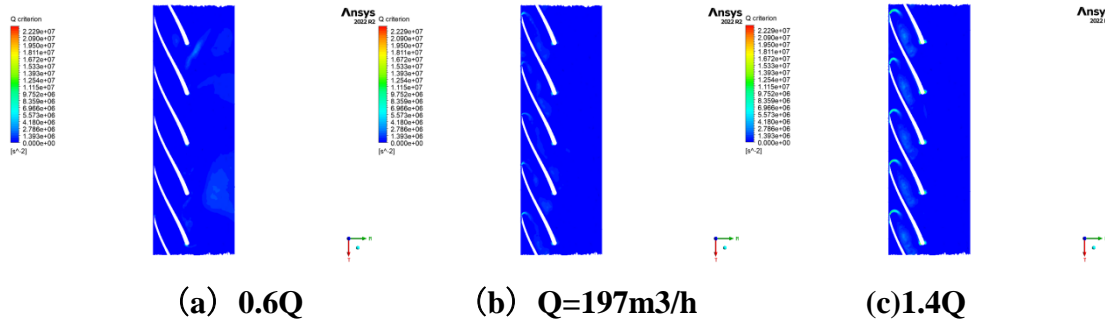 Ansys
2022 R2
Q criterion
2.229e+07
2.090e+07
1.950e+07
1.811e+07
1.672e+07
1.533e+07
1.393e+07
1.254e+07
1.115e+07
9.752e+06
8.359e+06
6.966e+06
5.573e+06
4.180e+06
2.786e+06
1.393e+06
0.000e+00
[s^-2]
n
T
(a) 0.6Q
Ansys
2022 R2
Q criterion
2.229e+07
2.090e+07
1.950e+07
1.811e+07
1.672e+07
1.533e+07
1.393e+07
1.254e+07
1.115e+07
9.752e+06
8.359e+06
6.966e+06
5.573e+06
4.180e+06
2.786e+06
1.393e+06
0.000e+00
[s^-2]
n
T
(b) Q=197m3/h
Ansys
2022 R
Q criterion
2.229e+07
2.090e+07
1.950e+07
1.811e+07
1.672e+07
1.533e+07
1.393e+07
1.254e+07
1.115e+07
9.752e+06
8.359e+06
6.966e+06
5.573e+06
4.180e+06
2.786e+06
1.393e+06
0.000e+00
[s^-2]
n
T
(c)1.4Q